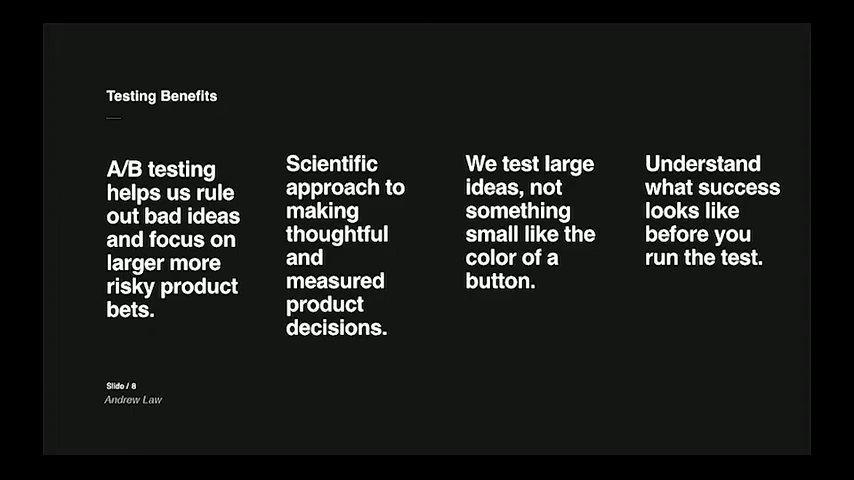 Testing Benefits
A/B testing
helps us rule
out bad ideas
and focus on
larger more
risky product
bets.
Scientific
approach to
making
thoughtful
and
measured
product
decisions.
We test large
ideas, not
something
small like the
color of a
button.
Understand
what success
looks like
before you
run the test.
Slide / 8
Andrew Law